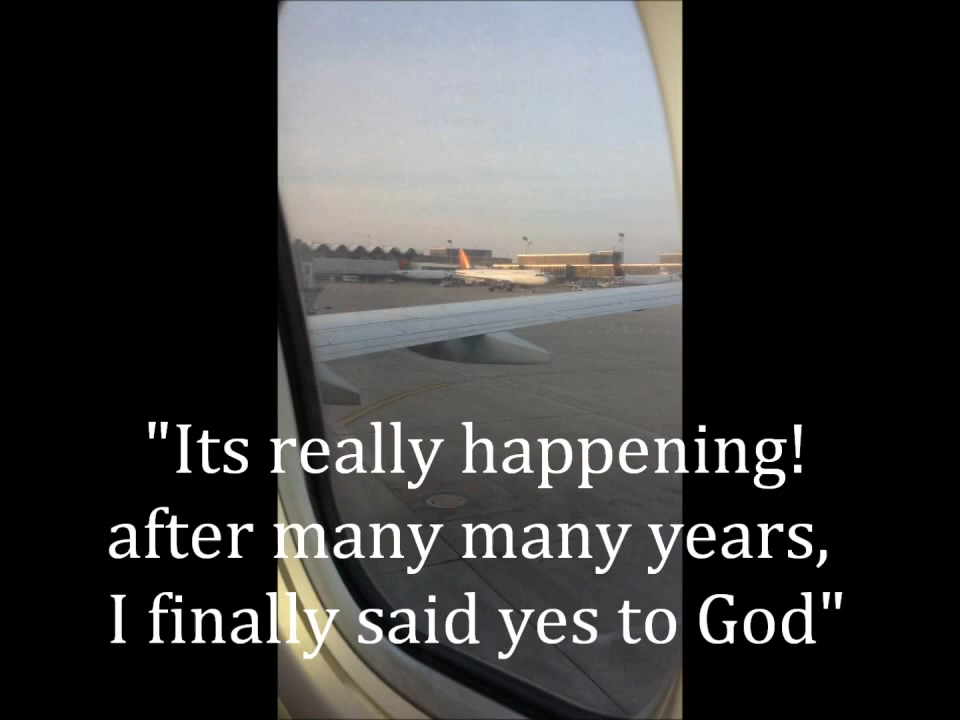 "Its really happening!
after many many years,
I finally said yes to God"